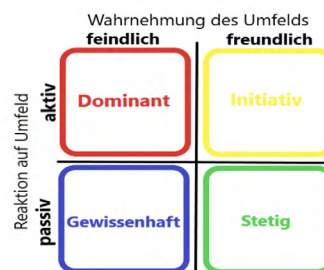 Wahrnehmung des Umfelds
feindlich freundlich
Reaktion auf Umfeld
aktiv
Dominant Initiativ
passiv
Gewissenhaft Stetig